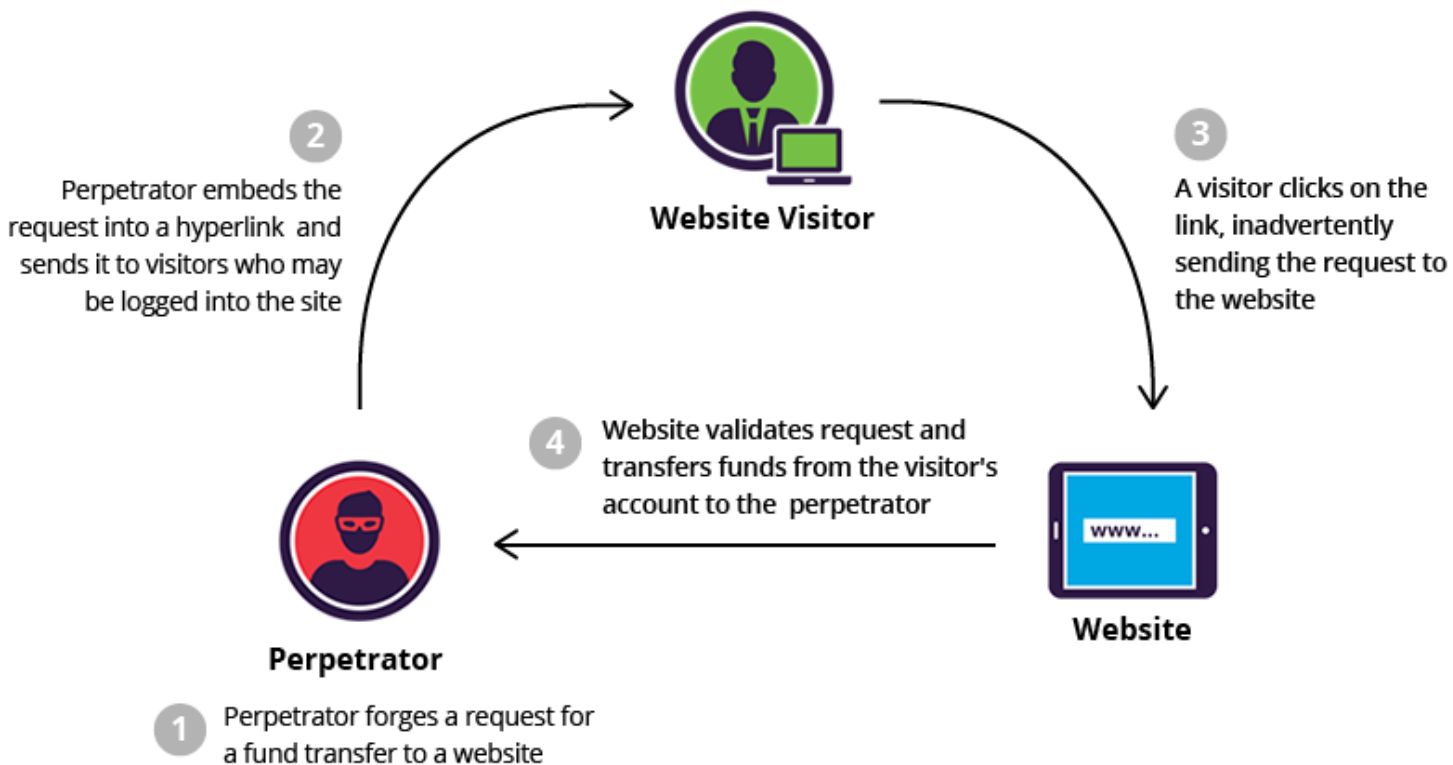 2
Perpetrator embeds the
request into a hyperlink and
sends it to visitors who may
be logged into the site
Website Visitor
3
A visitor clicks on the
link, inadvertently
sending the request to
the website
4
Website validates request and
transfers funds from the visitor's
account to the perpetrator
www...
Website
Perpetrator
1
Perpetrator forges a request for
a fund transfer to a website